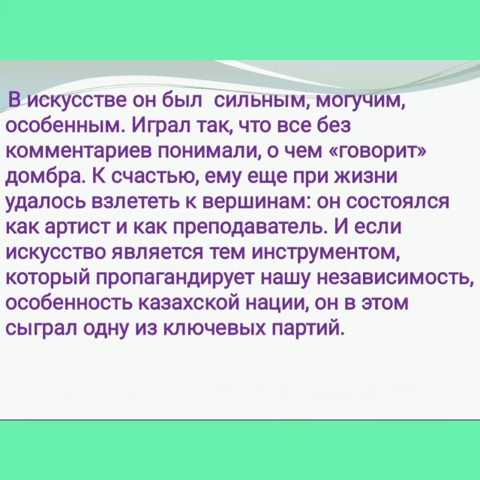 В искусстве он был сильным, могучим,
особенным. Играл так, что все без
комментариев понимали, о чем «говорит»
домбра. К счастью, ему еще при жизни
удалось взлететь к вершинам: он состоялся
как артист и как преподаватель. И если
искусство является тем инструментом,
который пропагандирует нашу независимость,
особенность казахской нации, он в этом
сыграл одну из ключевых партий.